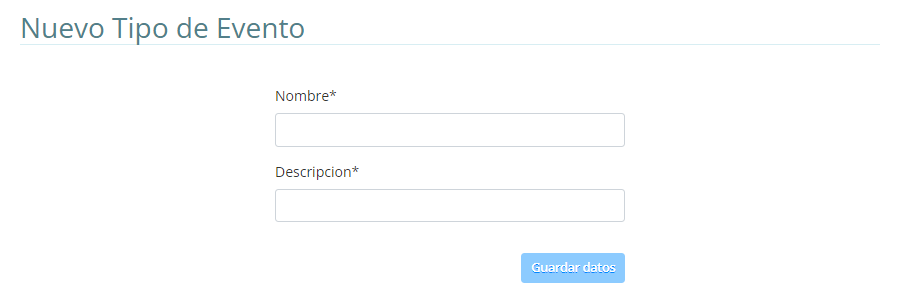 Nuevo Tipo de Evento
Nombre*
Descripcion*
Guardar datos